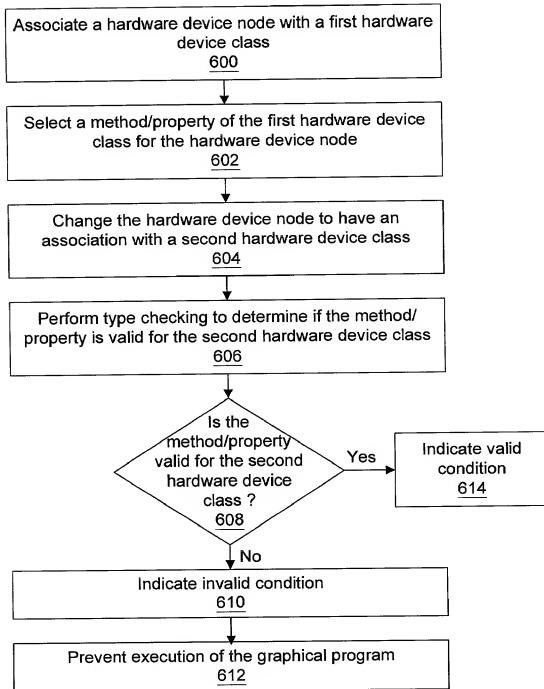 Associate a hardware device node with a first hardware
device class
600
Select a method/property of the first hardware device
class for the hardware device node
602
Change the hardware device node to have an
association with a second hardware device class
604
Perform type checking to determine if the method/
property is valid for the second hardware device class
606
Is the
method/property
valid for the second
hardware device
class ?
608
Yes
Indicate valid
condition
614
No
Indicate invalid condition
610
Prevent execution of the graphical program
612